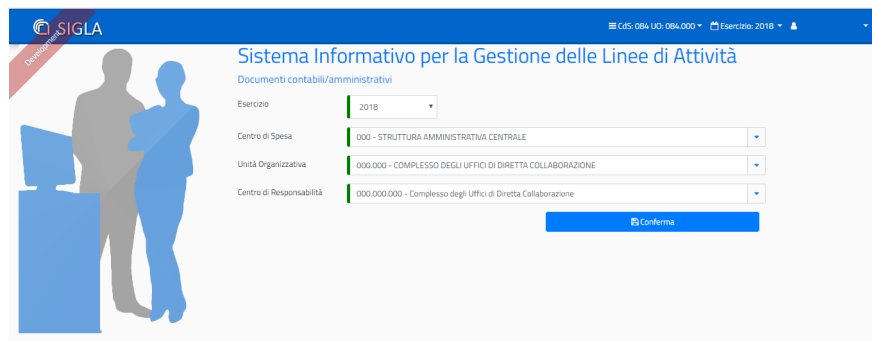 SIGLA
CdS: 084 UO: 084.000
Esercizio: 2018
Development
Sistema Informativo per la Gestione delle Linee di Attività
Documenti contabili/amministrativi
Esercizio
2018
Centro di Spesa
000 - STRUTTURA AMMINISTRATIVA CENTRALE
Unità Organizzativa
000.000 - COMPLESSO DEGLI UFFICI DI DIRETTA COLLABORAZIONE
Centro di Responsabilità
000.000.000 - Complesso degli Uffici di Diretta Collaborazione
Conferma